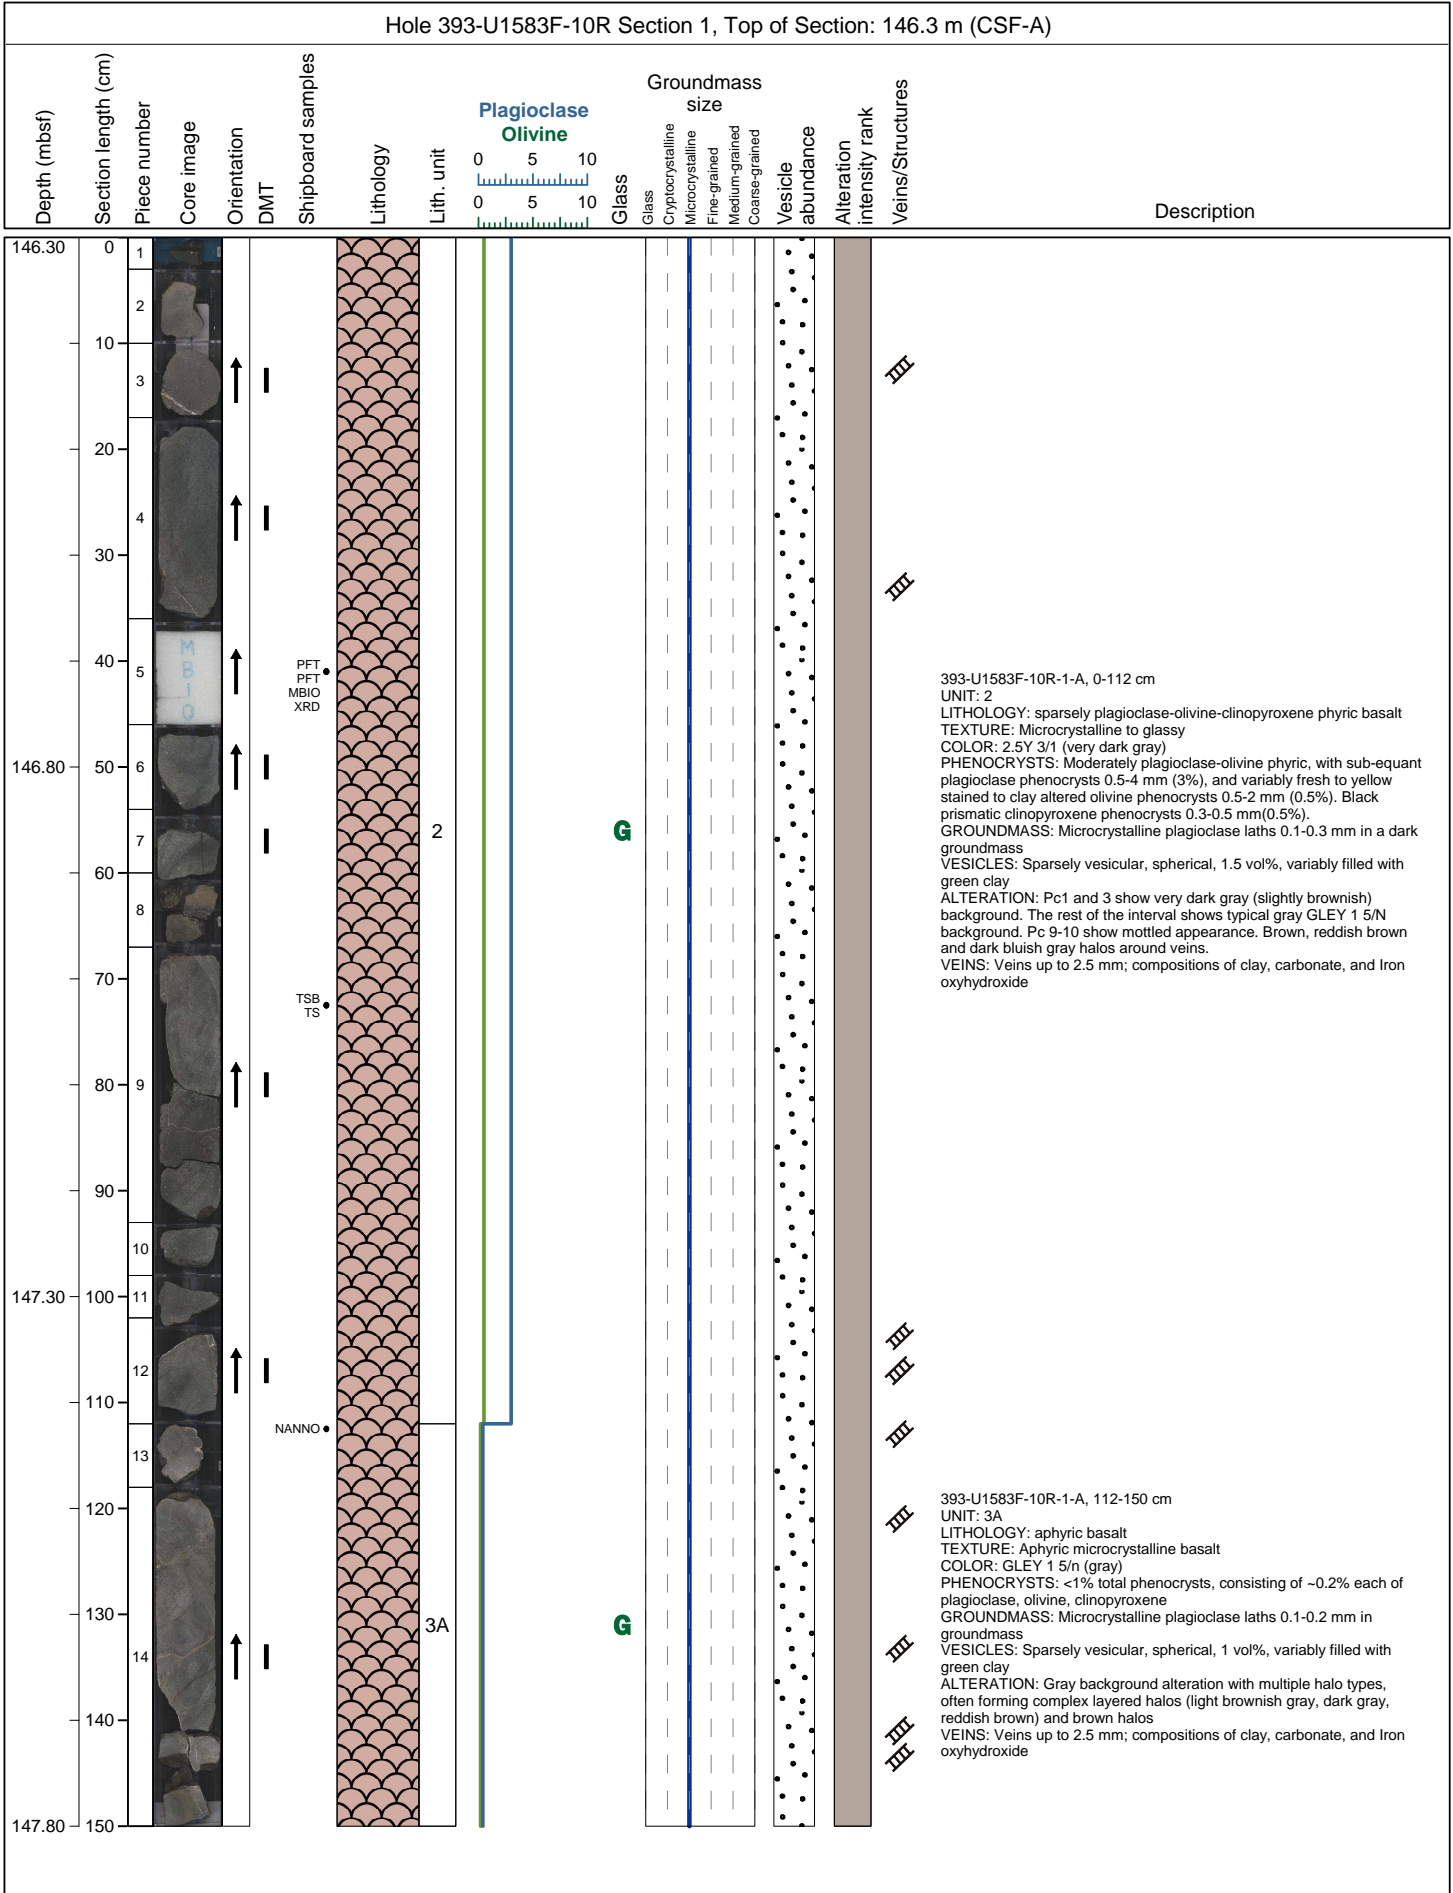 Hole 393-U1583F-10R Section 1, Top of Section: 146.3 m (CSF-A)
Depth (mbsf)
Section length (cm)
Piece number
Core image
Orientation
DMT
Shipboard samples
Lithology
Lith. unit
Plagioclase
Olivine
0 5 10
0 5 10
Glass
Groundmass
size
Glass
Cryptocrystalline
Microcrystalline
Fine-grained
Medium-grained
Coarse-grained
Vesicle
abundance
Alteration
intensity rank
Veins/Structures
Description
146.30
146.80
147.30
147.80
0
10
20
30
40
50
60
70
80
90
100
110
120
130
140
150
1
2
3
4
5
6
7
8
9
10
11
12
13
14
M
B
I
O
PFT
PFT
MBIO
XRD
TSB
TS
NANNO
2
3A
G
G
393-U1583F-10R-1-A, 0-112 cm
UNIT: 2
LITHOLOGY: sparsely plagioclase-olivine-clinopyroxene phyric basalt
TEXTURE: Microcrystalline to glassy
COLOR: 2.5Y 3/1 (very dark gray)
PHENOCRYSTS: Moderately plagioclase-olivine phyric, with sub-equant
plagioclase phenocrysts 0.5-4 mm (3%), and variably fresh to yellow
stained to clay altered olivine phenocrysts 0.5-2 mm (0.5%). Black
prismatic clinopyroxene phenocrysts 0.3-0.5 mm(0.5%).
GROUNDMASS: Microcrystalline plagioclase laths 0.1-0.3 mm in a dark
groundmass
VESICLES: Sparsely vesicular, spherical, 1.5 vol%, variably filled with
green clay
ALTERATION: Pc1 and 3 show very dark gray (slightly brownish)
background. The rest of the interval shows typical gray GLEY 1 5/N
background. Pc 9-10 show mottled appearance. Brown, reddish brown
and dark bluish gray halos around veins.
VEINS: Veins up to 2.5 mm; compositions of clay, carbonate, and Iron
oxyhydroxide
393-U1583F-10R-1-A, 112-150 cm
UNIT: 3A
LITHOLOGY: aphyric basalt
TEXTURE: Aphyric microcrystalline basalt
COLOR: GLEY 1 5/n (gray)
PHENOCRYSTS: <1% total phenocrysts, consisting of ~0.2% each of
plagioclase, olivine, clinopyroxene
GROUNDMASS: Microcrystalline plagioclase laths 0.1-0.2 mm in
groundmass
VESICLES: Sparsely vesicular, spherical, 1 vol%, variably filled with
green clay
ALTERATION: Gray background alteration with multiple halo types,
often forming complex layered halos (light brownish gray, dark gray,
reddish brown) and brown halos
VEINS: Veins up to 2.5 mm; compositions of clay, carbonate, and Iron
oxyhydroxide